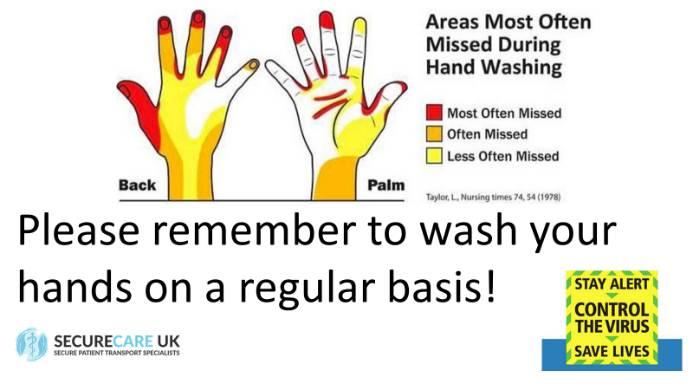 Areas Most Often
Missed During
Hand Washing
Most Often Missed
Often Missed
Less Often Missed
Back
Palm
Taylor, L., Nursing times 74, 54 (1978)
Please remember to wash your
hands on a regular basis!
SECURECARE UK
SECURE PATIENT TRANSPORT SPECIALISTS
STAY ALERT
CONTROL
THE VIRUS
SAVE LIVES